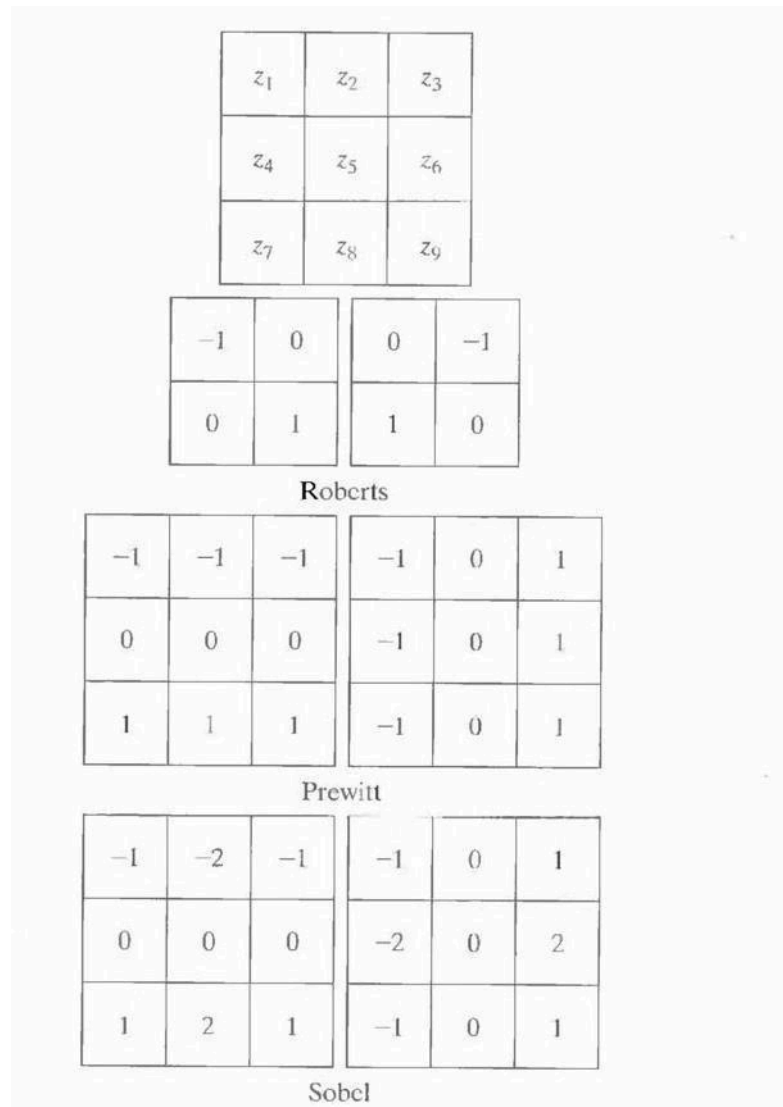 z1 z2 z3
z4 z5 z6
z7 z8 z9
−1 0 0 −1
0 1 1 0
Roberts
−1 −1 −1 −1 0 1
0 0 0 −1 0 1
1 1 1 −1 0 1
Prewitt
−1 −2 −1 −1 0 1
0 0 0 −2 0 2
1 2 1 −1 0 1
Sobel